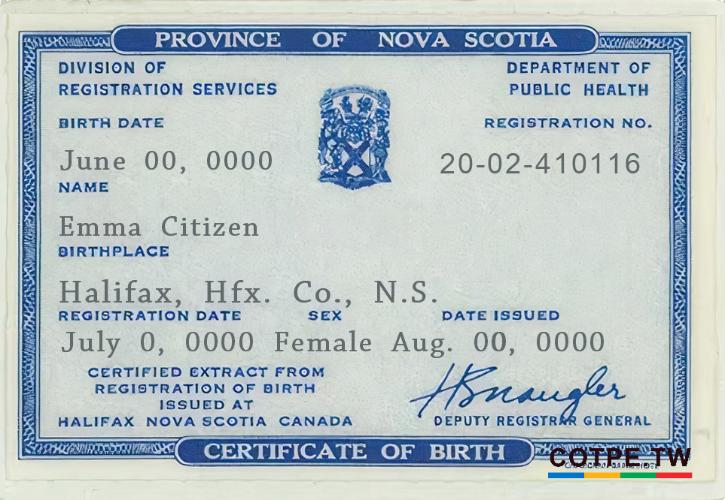 PROVINCE OF NOVA SCOTIA
DIVISION OF
REGISTRATION SERVICES
DEPARTMENT OF
PUBLIC HEALTH
BIRTH DATE
REGISTRATION NO.
June 00, 0000
20-02-410116
NAME
Emma Citizen
BIRTHPLACE
Halifax, Hfx. Co., N.S.
REGISTRATION DATE SEX DATE ISSUED
July 0, 0000 Female Aug. 00, 0000
CERTIFIED EXTRACT FROM
REGISTRATION OF BIRTH
ISSUED AT
HALIFAX NOVA SCOTIA CANADA
DEPUTY REGISTRAR GENERAL
CERTIFICATE OF BIRTH
COTPE.TW